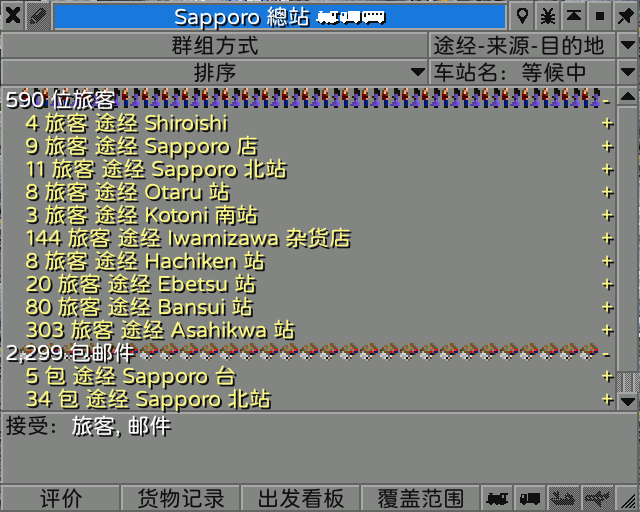 Sapporo 總站
群组方式
途经-来源-目的地
排序
车站名: 等候中
590 位旅客 -
4 旅客 途经 Shiroishi +
9 旅客 途经 Sapporo 店 +
11 旅客 途经 Sapporo 北站 +
8 旅客 途经 Otaru 站 +
3 旅客 途经 Kotoni 南站 +
144 旅客 途经 Iwamizawa 杂货店 +
8 旅客 途经 Hachiken 站 +
20 旅客 途经 Ebetsu 站 +
80 旅客 途经 Bansui 站 +
303 旅客 途经 Asahikwa 站 +
2,299 包邮件 -
5 包 途经 Sapporo 台 +
34 包 途经 Sapporo 北站 +
接受: 旅客, 邮件
评价 货物记录 出发看板 覆盖范围